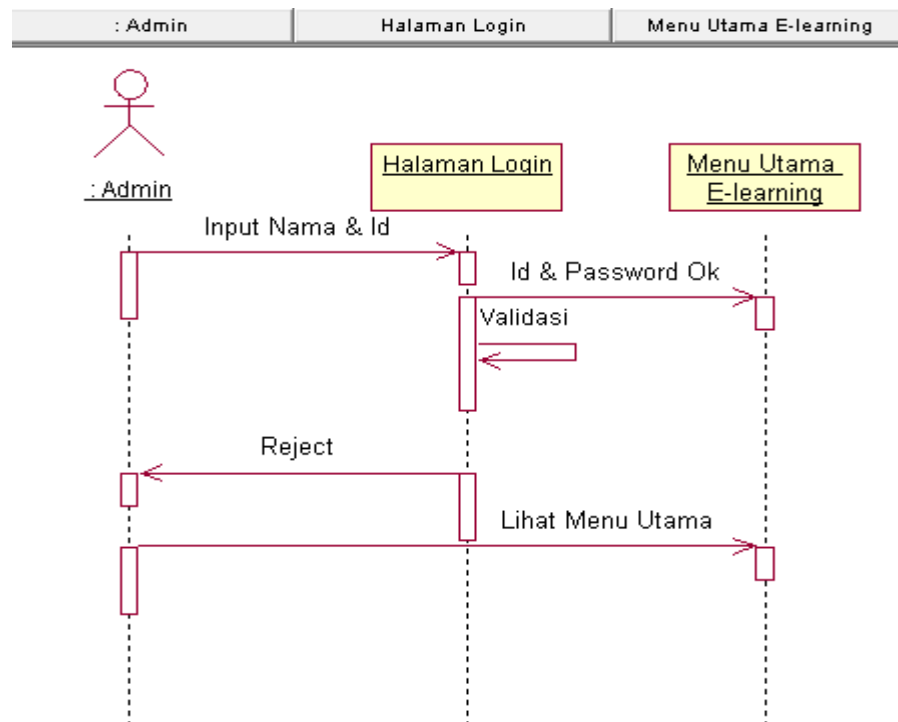 : Admin
Halaman Login
Menu Utama E-learning
: Admin
Halaman Login
Menu Utama
E-learning
Input Nama & Id
Id & Password Ok
Validasi
Reject
Lihat Menu Utama